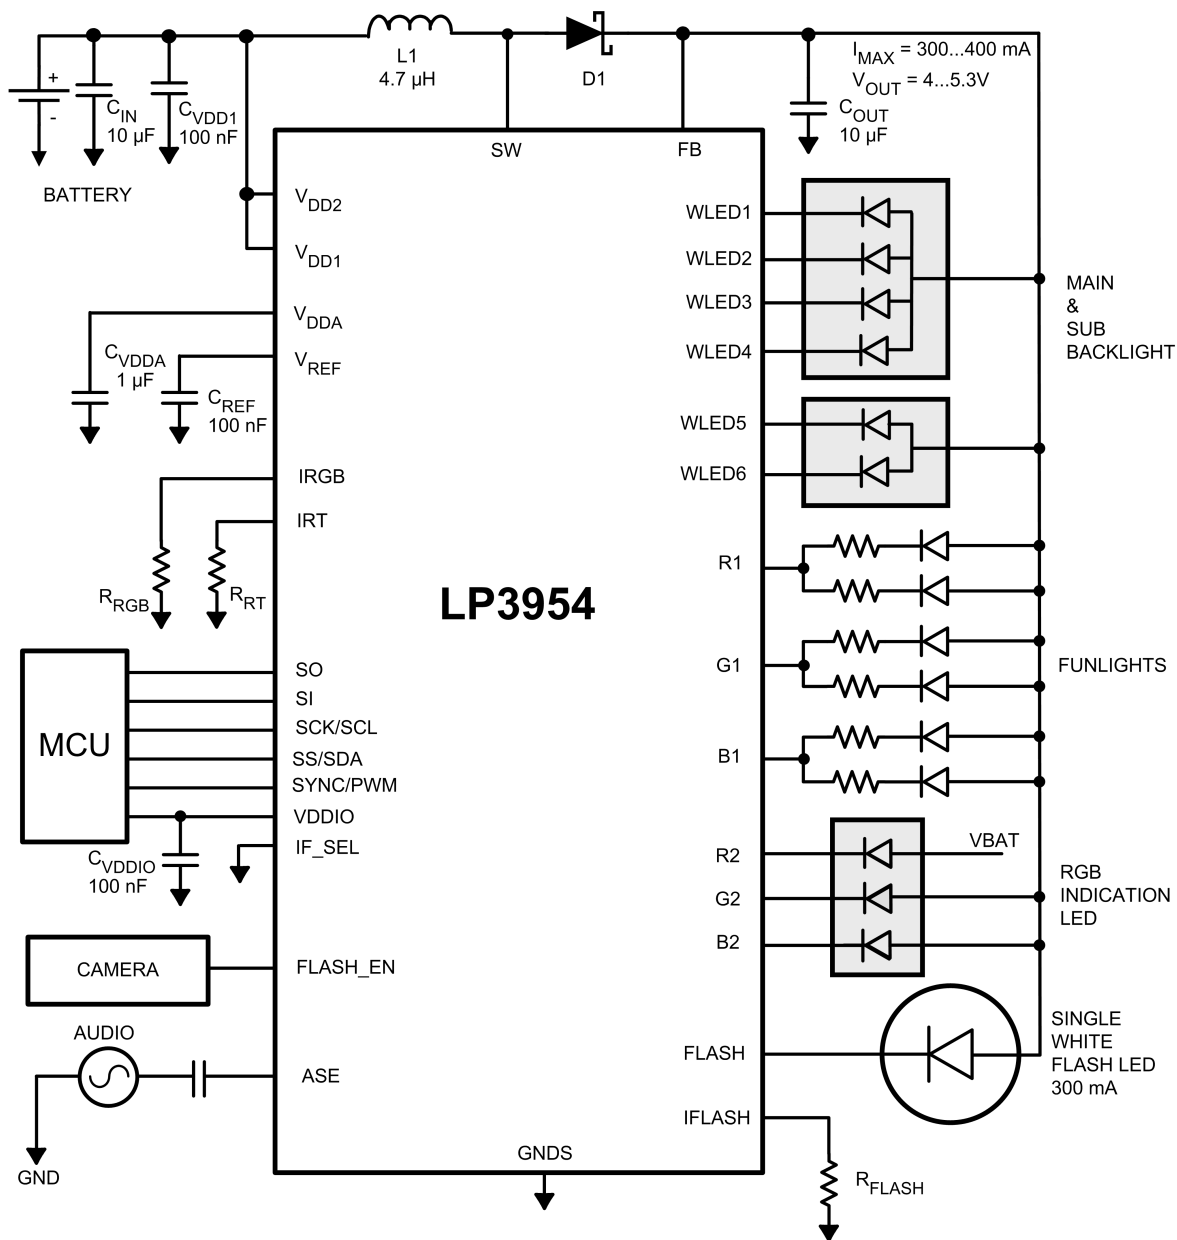 L1
4.7 µH
D1
I_MAX = 300...400 mA
V_OUT = 4...5.3V
+
-
C_IN
10 µF
C_VDD1
100 nF
C_OUT
10 µF
BATTERY
SW
FB
V_DD2
V_DD1
V_DDA
V_REF
C_VDDA
1 µF
C_REF
100 nF
IRGB
IRT
R_RGB
R_RT
LP3954
MCU
SO
SI
SCK/SCL
SS/SDA
SYNC/PWM
VDDIO
IF_SEL
C_VDDIO
100 nF
CAMERA
FLASH_EN
AUDIO
ASE
GND
GNDS
WLED1
WLED2
WLED3
WLED4
MAIN
&
SUB
BACKLIGHT
WLED5
WLED6
R1
G1
B1
FUNLIGHTS
R2
G2
B2
VBAT
RGB
INDICATION
LED
FLASH
SINGLE
WHITE
FLASH LED
300 mA
IFLASH
R_FLASH